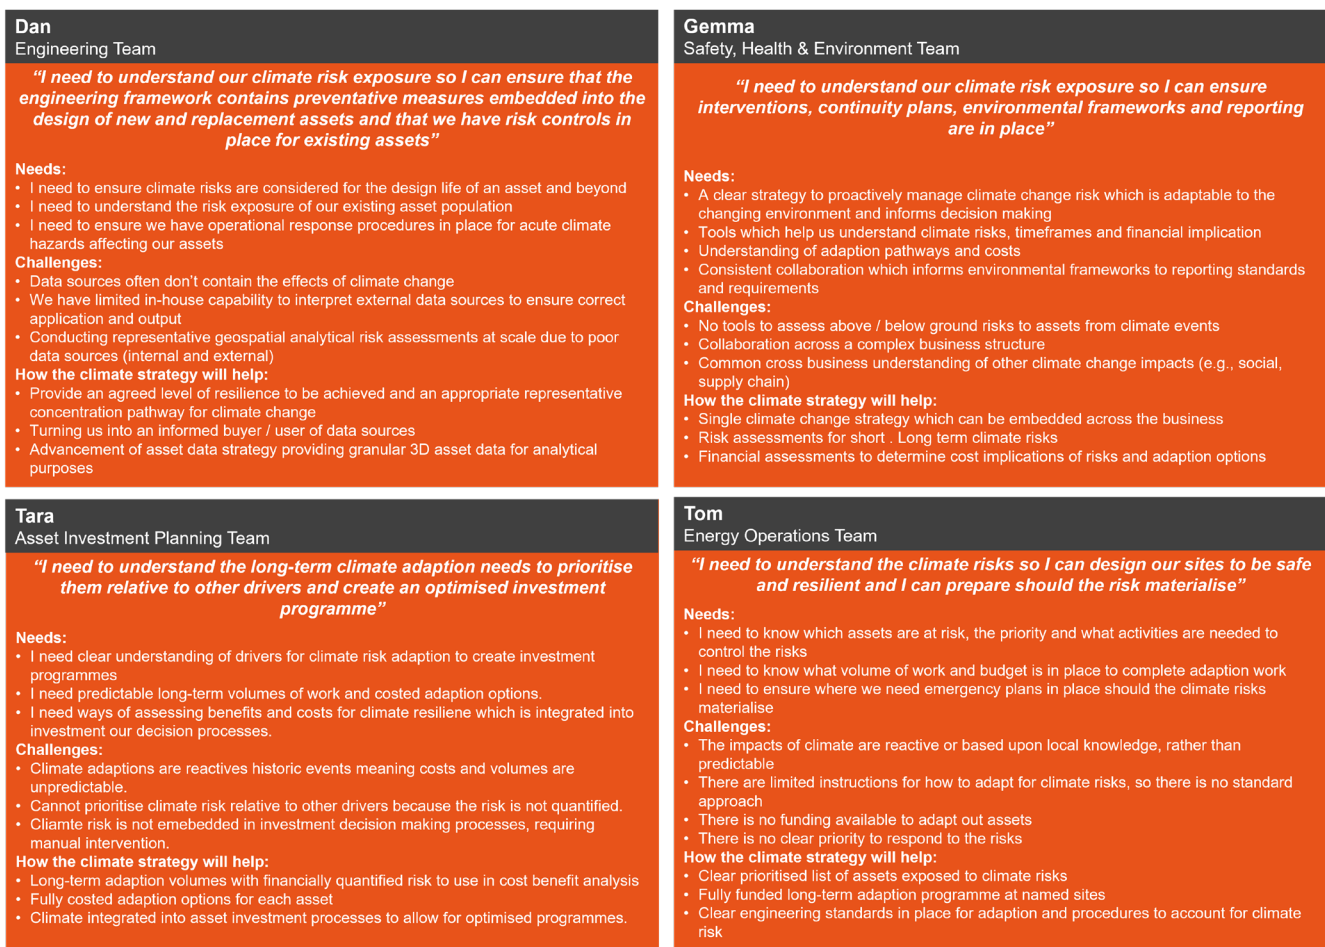 Dan
Engineering Team
“I need to understand our climate risk exposure so I can ensure that the
engineering framework contains preventative measures embedded into the
design of new and replacement assets and that we have risk controls in
place for existing assets”
Needs:
• I need to ensure climate risks are considered for the design life of an asset and beyond
• I need to understand the risk exposure of our existing asset population
• I need to ensure we have operational response procedures in place for acute climate
hazards affecting our assets
Challenges:
• Data sources often don’t contain the effects of climate change
• We have limited in-house capability to interpret external data sources to ensure correct
application and output
• Conducting representative geospatial analytical risk assessments at scale due to poor
data sources (internal and external)
How the climate strategy will help:
• Provide an agreed level of resilience to be achieved and an appropriate representative
concentration pathway for climate change
• Turning us into an informed buyer / user of data sources
• Advancement of asset data strategy providing granular 3D asset data for analytical
purposes
Gemma
Safety, Health & Environment Team
“I need to understand our climate risk exposure so I can ensure
interventions, continuity plans, environmental frameworks and reporting
are in place”
Needs:
• A clear strategy to proactively manage climate change risk which is adaptable to the
changing environment and informs decision making
• Tools which help us understand climate risks, timeframes and financial implication
• Understanding of adaption pathways and costs
• Consistent collaboration which informs environmental frameworks to reporting standards
and requirements
Challenges:
• No tools to assess above / below ground risks to assets from climate events
• Collaboration across a complex business structure
• Common cross business understanding of other climate change impacts (e.g., social,
supply chain)
How the climate strategy will help:
• Single climate change strategy which can be embedded across the business
• Risk assessments for short . Long term climate risks
• Financial assessments to determine cost implications of risks and adaption options
Tara
Asset Investment Planning Team
“I need to understand the long-term climate adaption needs to prioritise
them relative to other drivers and create an optimised investment
programme”
Needs:
• I need clear understanding of drivers for climate risk adaption to create investment
programmes
• I need predictable long-term volumes of work and costed adaption options.
• I need ways of assessing benefits and costs for climate resiliene which is integrated into
investment our decision processes.
Challenges:
• Climate adaptions are reactives historic events meaning costs and volumes are
unpredictable.
• Cannot prioritise climate risk relative to other drivers because the risk is not quantified.
• Cliamte risk is not emebedded in investment decision making processes, requiring
manual intervention.
How the climate strategy will help:
• Long-term adaption volumes with financially quantified risk to use in cost benefit analysis
• Fully costed adaption options for each asset
• Climate integrated into asset investment processes to allow for optimised programmes.
Tom
Energy Operations Team
“I need to understand the climate risks so I can design our sites to be safe
and resilient and I can prepare should the risk materialise”
Needs:
• I need to know which assets are at risk, the priority and what activities are needed to
control the risks
• I need to know what volume of work and budget is in place to complete adaption work
• I need to ensure where we need emergency plans in place should the climate risks
materialise
Challenges:
• The impacts of climate are reactive or based upon local knowledge, rather than
predictable
• There are limited instructions for how to adapt for climate risks, so there is no standard
approach
• There is no funding available to adapt out assets
• There is no clear priority to respond to the risks
How the climate strategy will help:
• Clear prioritised list of assets exposed to climate risks
• Fully funded long-term adaption programme at named sites
• Clear engineering standards in place for adaption and procedures to account for climate
risk